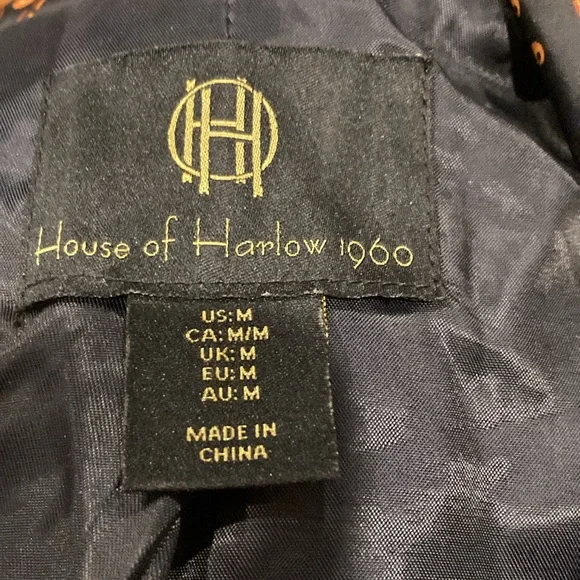 H
House of Harlow 1960
US: M
CA: M/M
UK: M
EU: M
AU: M
MADE IN
CHINA